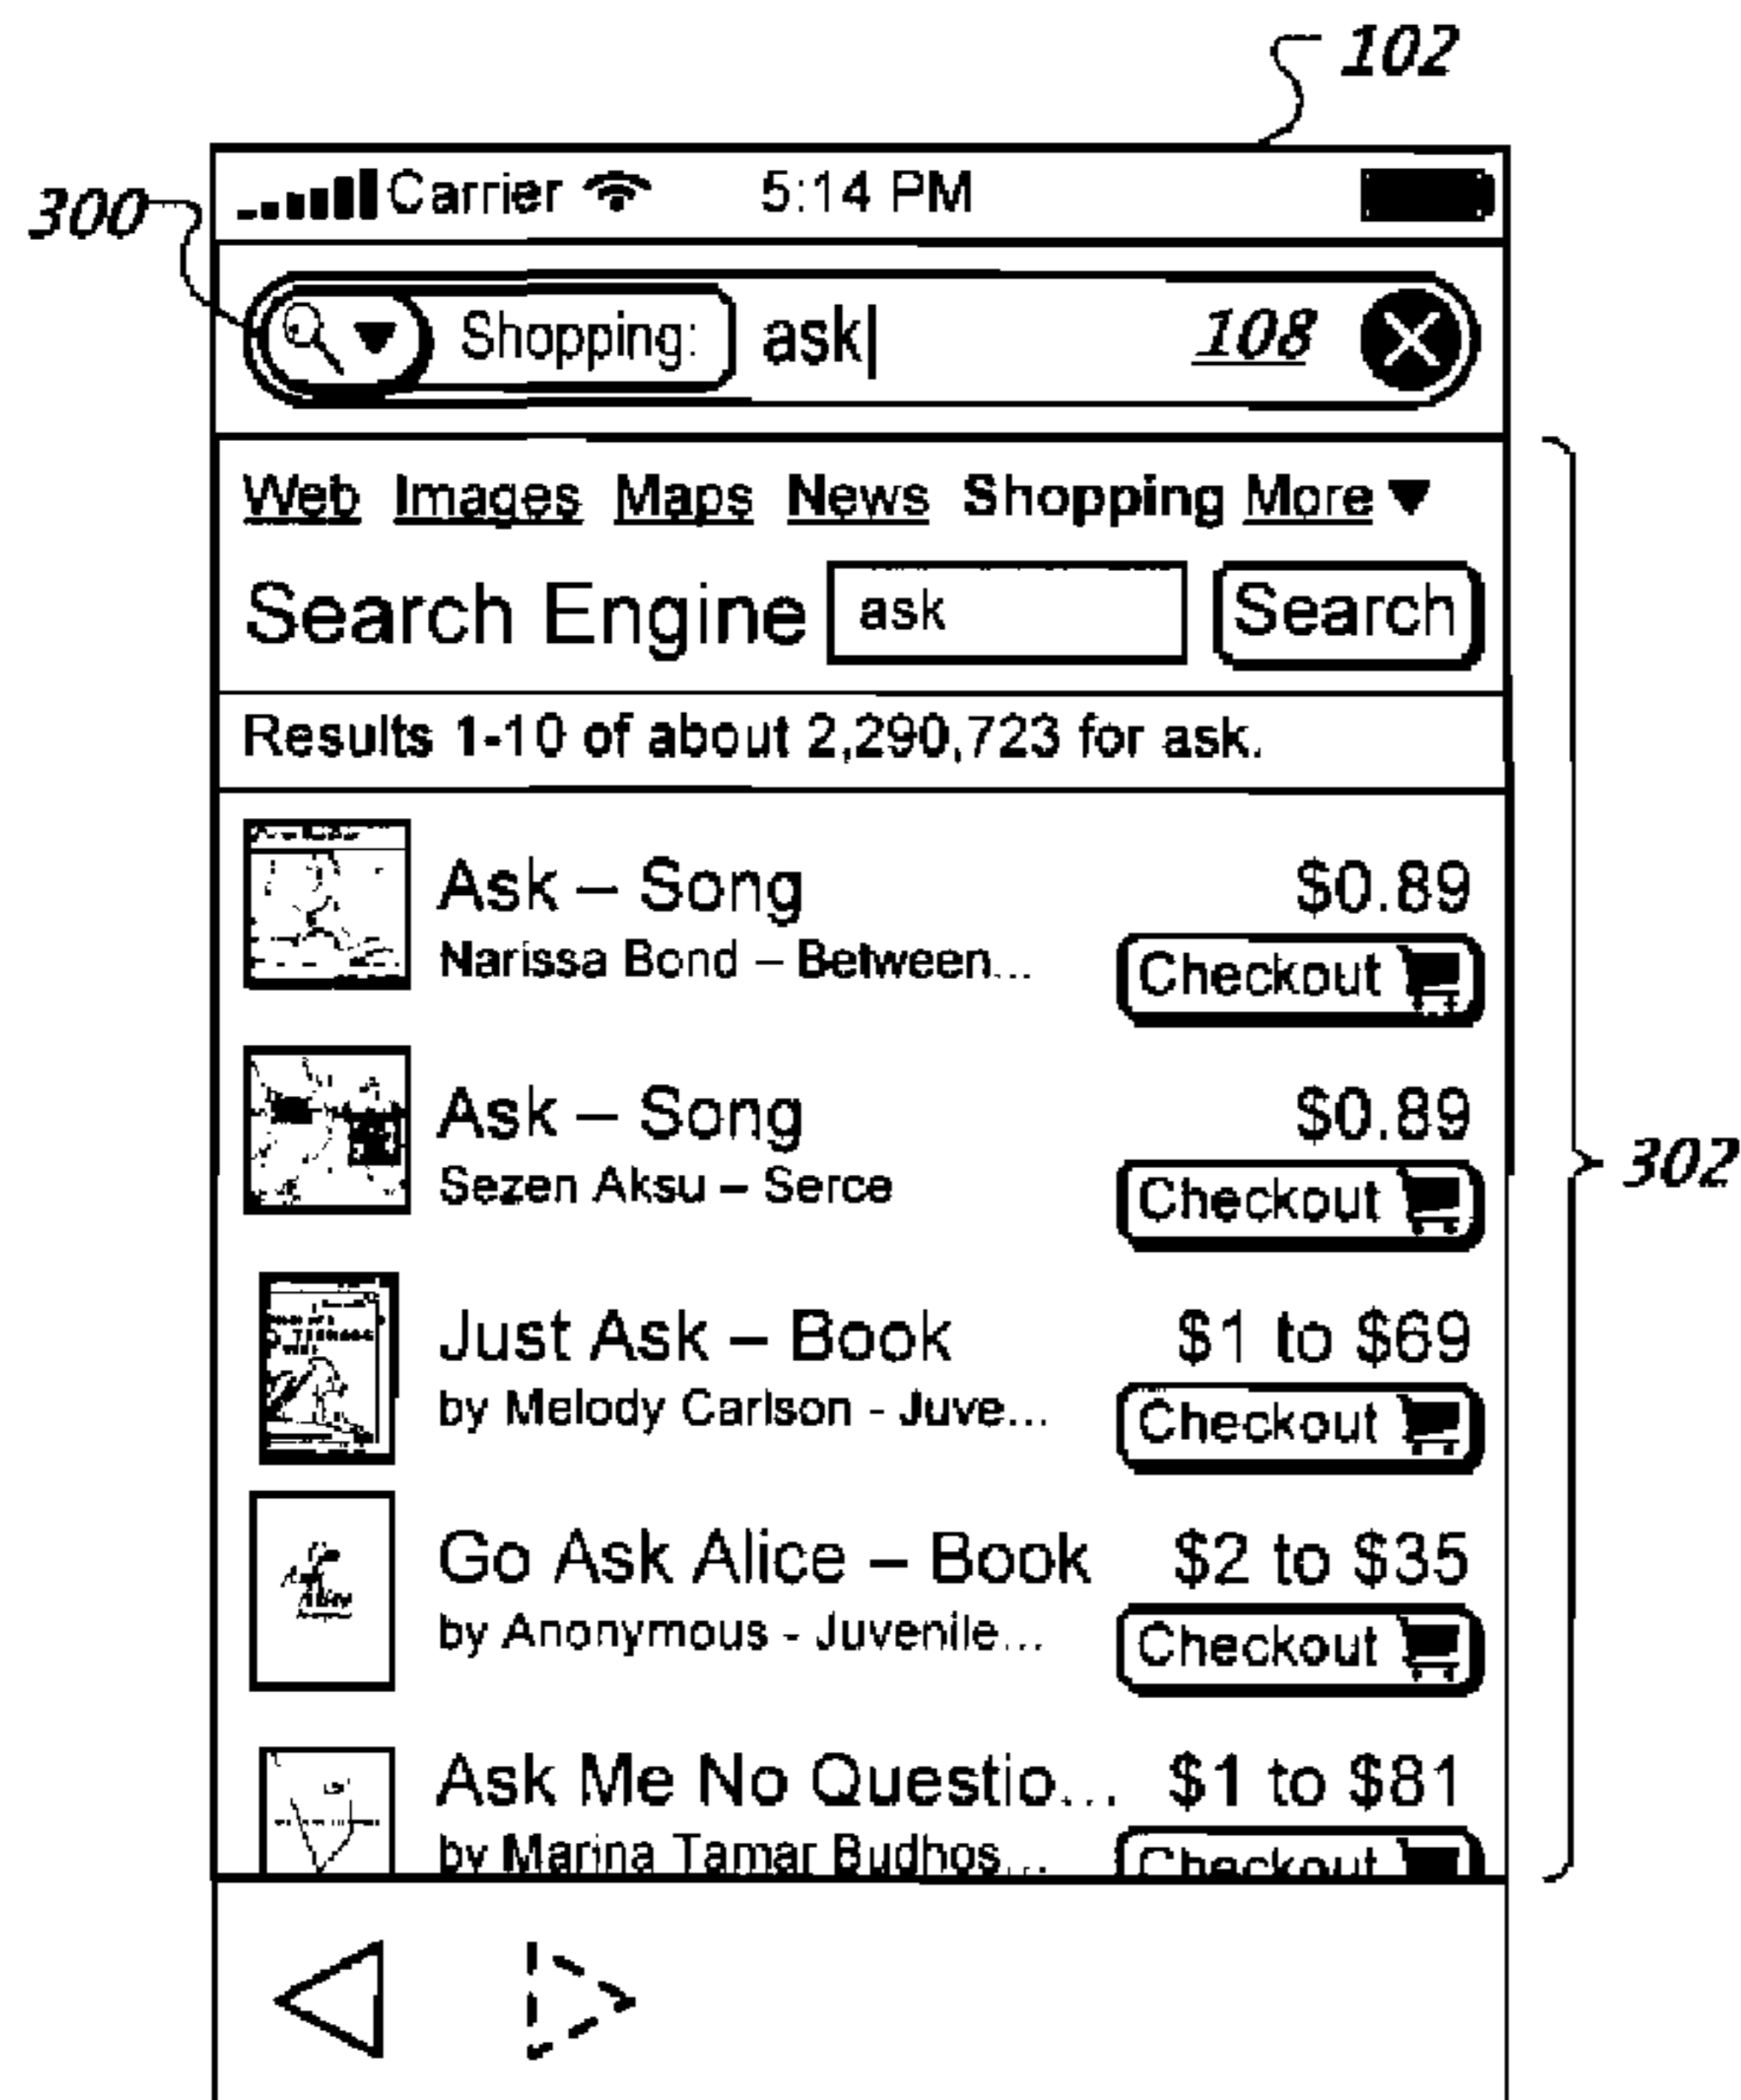 102
300
Carrier 5:14 PM
Shopping: ask 108
Web Images Maps News Shopping More
Search Engine ask Search
Results 1-10 of about 2,290,723 for ask.
Ask – Song $0.89
Narissa Bond – Between... Checkout
Ask – Song $0.89
Sezen Aksu – Serce Checkout
302
Just Ask – Book $1 to $69
by Melody Carlson - Juve... Checkout
Go Ask Alice – Book $2 to $35
by Anonymous - Juvenile... Checkout
Ask Me No Questio... $1 to $81
by Marina Tamar Budhos... Checkout